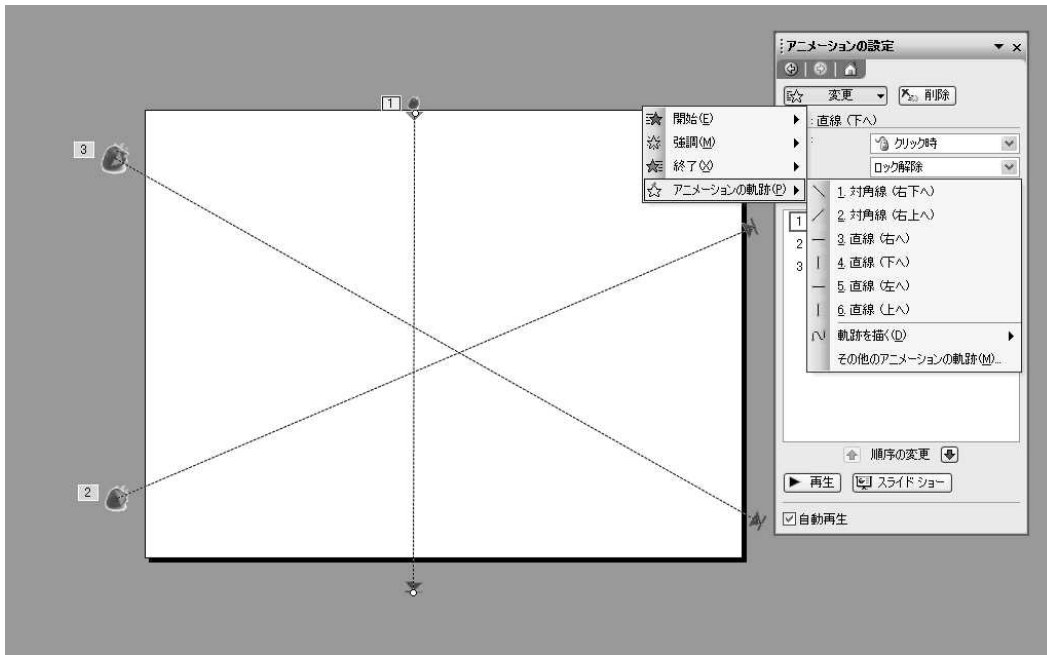 アニメーションの設定
変更
削除
: 直線 (下へ)
:
クリック時
ロック解除
開始(E)
強調(M)
終了(X)
アニメーションの軌跡(P)
1. 対角線 (右下へ)
2. 対角線 (右上へ)
3. 直線 (右へ)
4. 直線 (下へ)
5. 直線 (左へ)
6. 直線 (上へ)
軌跡を描く(D)
その他のアニメーションの軌跡(M)...
1
2
3
順序の変更
再生
スライド ショー
自動再生
1
3
2